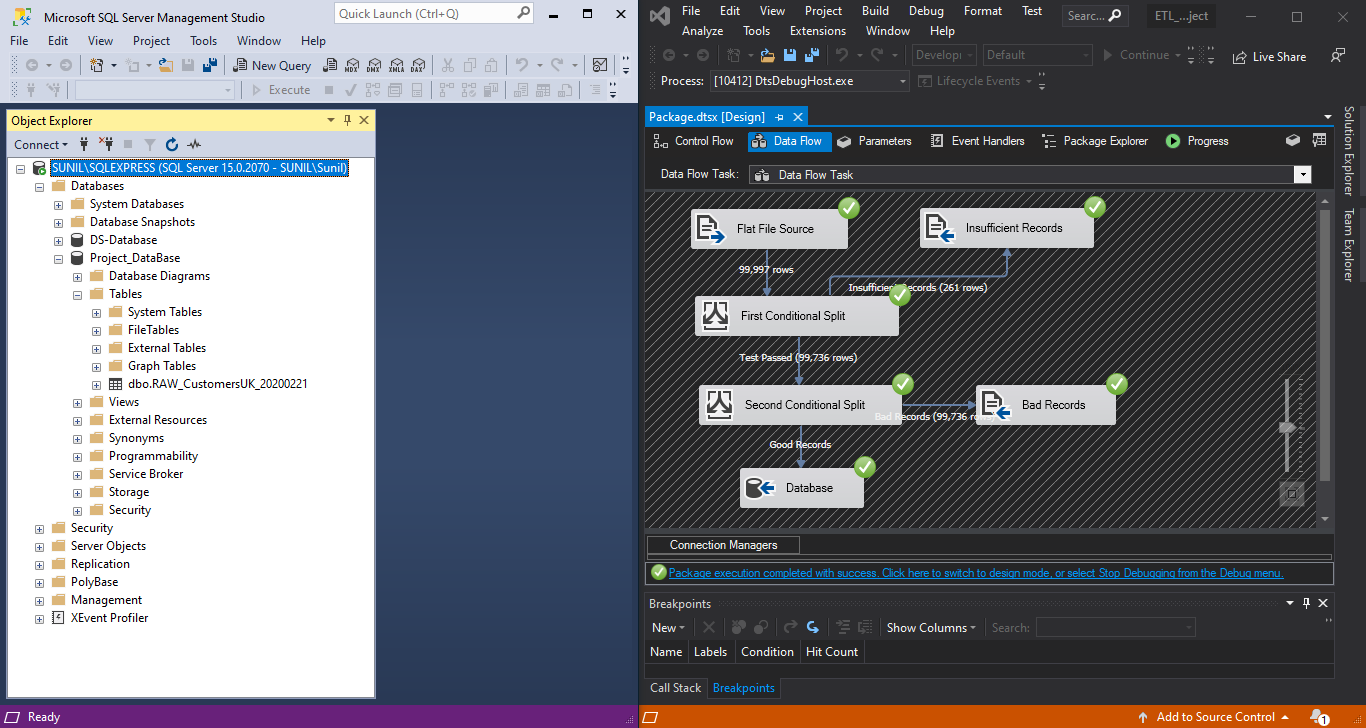 Microsoft SQL Server Management Studio
Quick Launch (Ctrl+Q)
File Edit View Project Tools Window Help
New Query
MDX DMX XMLA DAX
Execute
Object Explorer
Connect
SUNIL\SQLEXPRESS (SQL Server 15.0.2070 - SUNIL\Sunil)
Databases
System Databases
Database Snapshots
DS-Database
Project_DataBase
Database Diagrams
Tables
System Tables
FileTables
External Tables
Graph Tables
dbo.RAW_CustomersUK_20200221
Views
External Resources
Synonyms
Programmability
Service Broker
Storage
Security
Security
Server Objects
Replication
PolyBase
Management
XEvent Profiler
Ready
File Edit View Project Build Debug Format Test
Analyze Tools Extensions Window Help
Searc...
ETL_...ject
Develop
Default
Continue
Live Share
Process: [10412] DtsDebugHost.exe
Lifecycle Events
Package.dtsx [Design]
Control Flow
Data Flow
Parameters
Event Handlers
Package Explorer
Progress
Data Flow Task: Data Flow Task
Flat File Source
Insufficient Records
99,997 rows
Insufficient Records (261 rows)
First Conditional Split
Test Passed (99,736 rows)
Second Conditional Split
Bad Records (99,736 rows)
Bad Records
Good Records
Database
Connection Managers
Package execution completed with success. Click here to switch to design mode, or select Stop Debugging from the Debug menu.
Breakpoints
New
Show Columns
Search:
Name Labels Condition Hit Count
Call Stack Breakpoints
Add to Source Control
1
Solution Explorer
Team Explorer